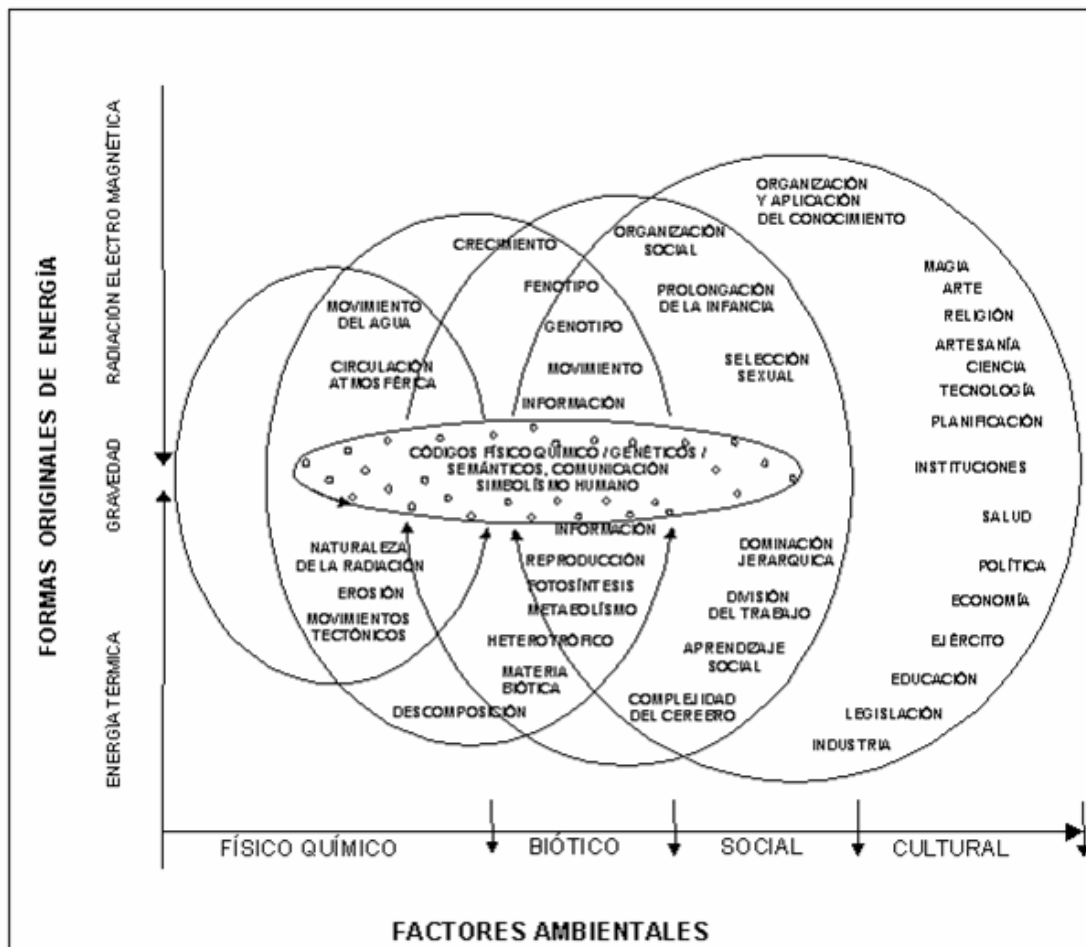 FORMAS ORIGINALES DE ENERGÍA
RADIACIÓN ELÉCTRO MAGNÉTICA
GRAVEDAD
ENERGÍA TÉRMICA
MOVIMIENTO
DEL AGUA
CIRCULACIÓN
ATMOSFÉRICA
CRECIMIENTO
FENOTIPO
GENOTIPO
MOVIMIENTO
INFORMACIÓN
ORGANIZACIÓN
SOCIAL
PROLONGACIÓN
DE LA INFANCIA
SELECCIÓN
SEXUAL
ORGANIZACIÓN
Y APLICACIÓN
DEL CONOCIMIENTO
MAGIA
ARTE
RELIGIÓN
ARTESANÍA
CIENCIA
TECNOLOGÍA
PLANIFICACIÓN
INSTITUCIONES
SALUD
POLÍTICA
ECONOMÍA
EJÉRCITO
EDUCACIÓN
LEGISLACIÓN
INDUSTRIA
CÓDIGOS FÍSICO QUÍMICO / GENÉTICOS /
SEMÁNTICOS, COMUNICACIÓN
SIMBOLÍSMO HUMANO
NATURALEZA
DE LA RADIACIÓN
EROSIÓN
MOVIMIENTOS
TECTÓNICOS
INFORMACIÓN
REPRODUCCIÓN
FOTOSÍNTESIS
METABOLÍSMO
HETEROTRÓFICO
MATERIA
BIÓTICA
DESCOMPOSICIÓN
DOMINACIÓN
JERARQUICA
DIVISIÓN
DEL TRABAJO
APRENDIZAJE
SOCIAL
COMPLEJIDAD
DEL CEREBRO
FÍSICO QUÍMICO
BIÓTICO
SOCIAL
CULTURAL
FACTORES AMBIENTALES